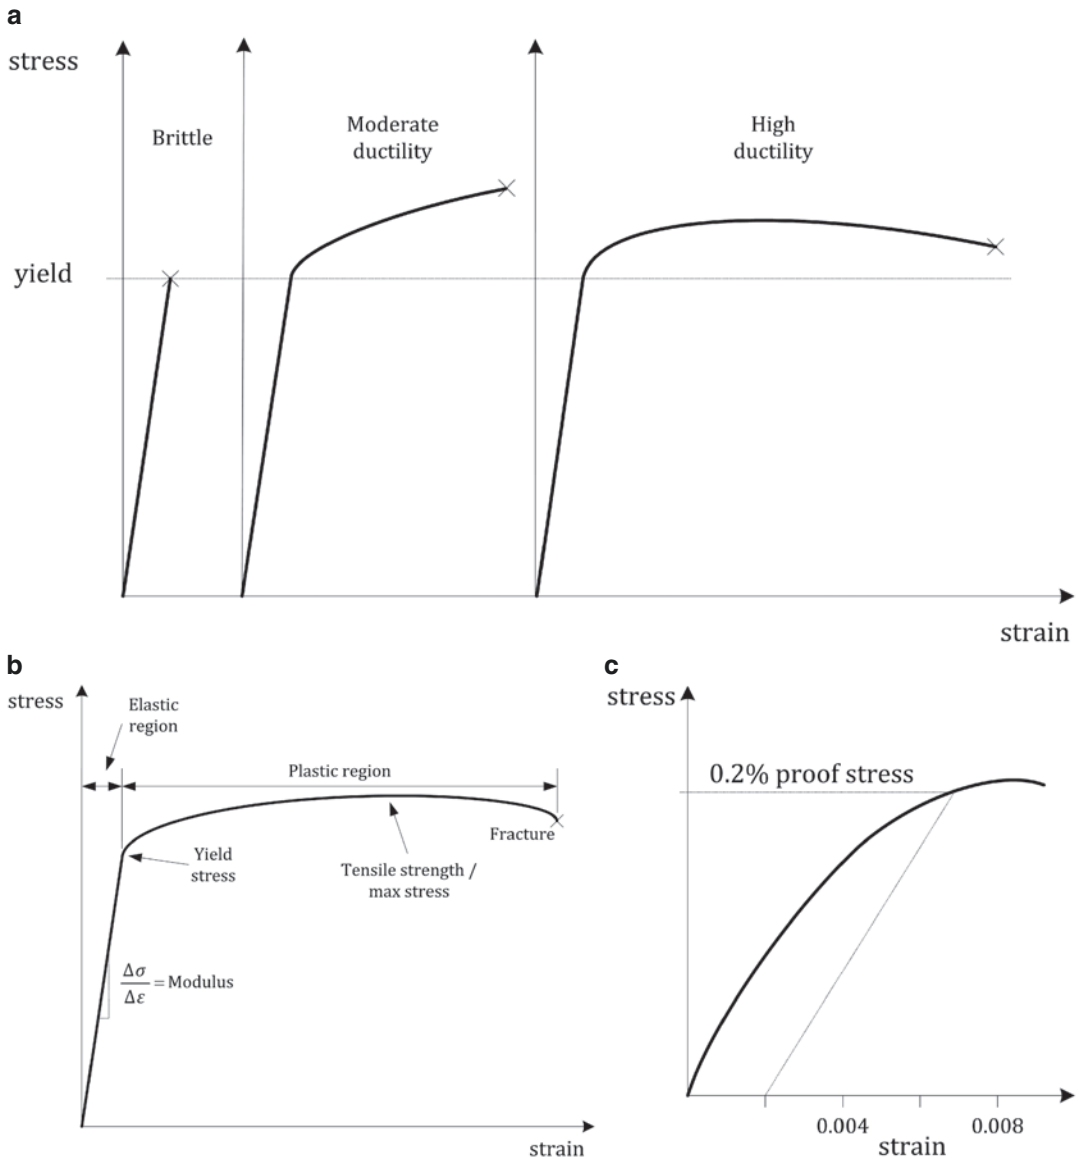 a
stress
Brittle
Moderate
ductility
High
ductility
yield
strain
b
stress
Elastic
region
Plastic region
Fracture
Yield
stress
Tensile strength /
max stress
Δσ
Δε
= Modulus
strain
c
stress
0.2% proof stress
0.004
0.008
strain